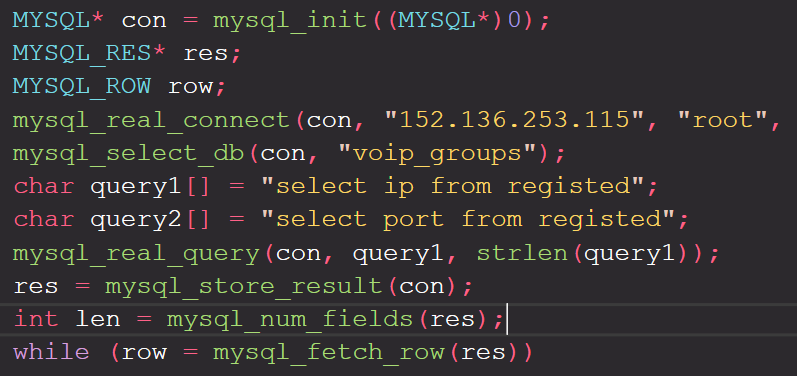 MYSQL* con = mysql_init((MYSQL*)0);
MYSQL_RES* res;
MYSQL_ROW row;
mysql_real_connect(con, "152.136.253.115", "root",
mysql_select_db(con, "voip_groups");
char query1[] = "select ip from registed";
char query2[] = "select port from registed";
mysql_real_query(con, query1, strlen(query1));
res = mysql_store_result(con);
int len = mysql_num_fields(res);
while (row = mysql_fetch_row(res))